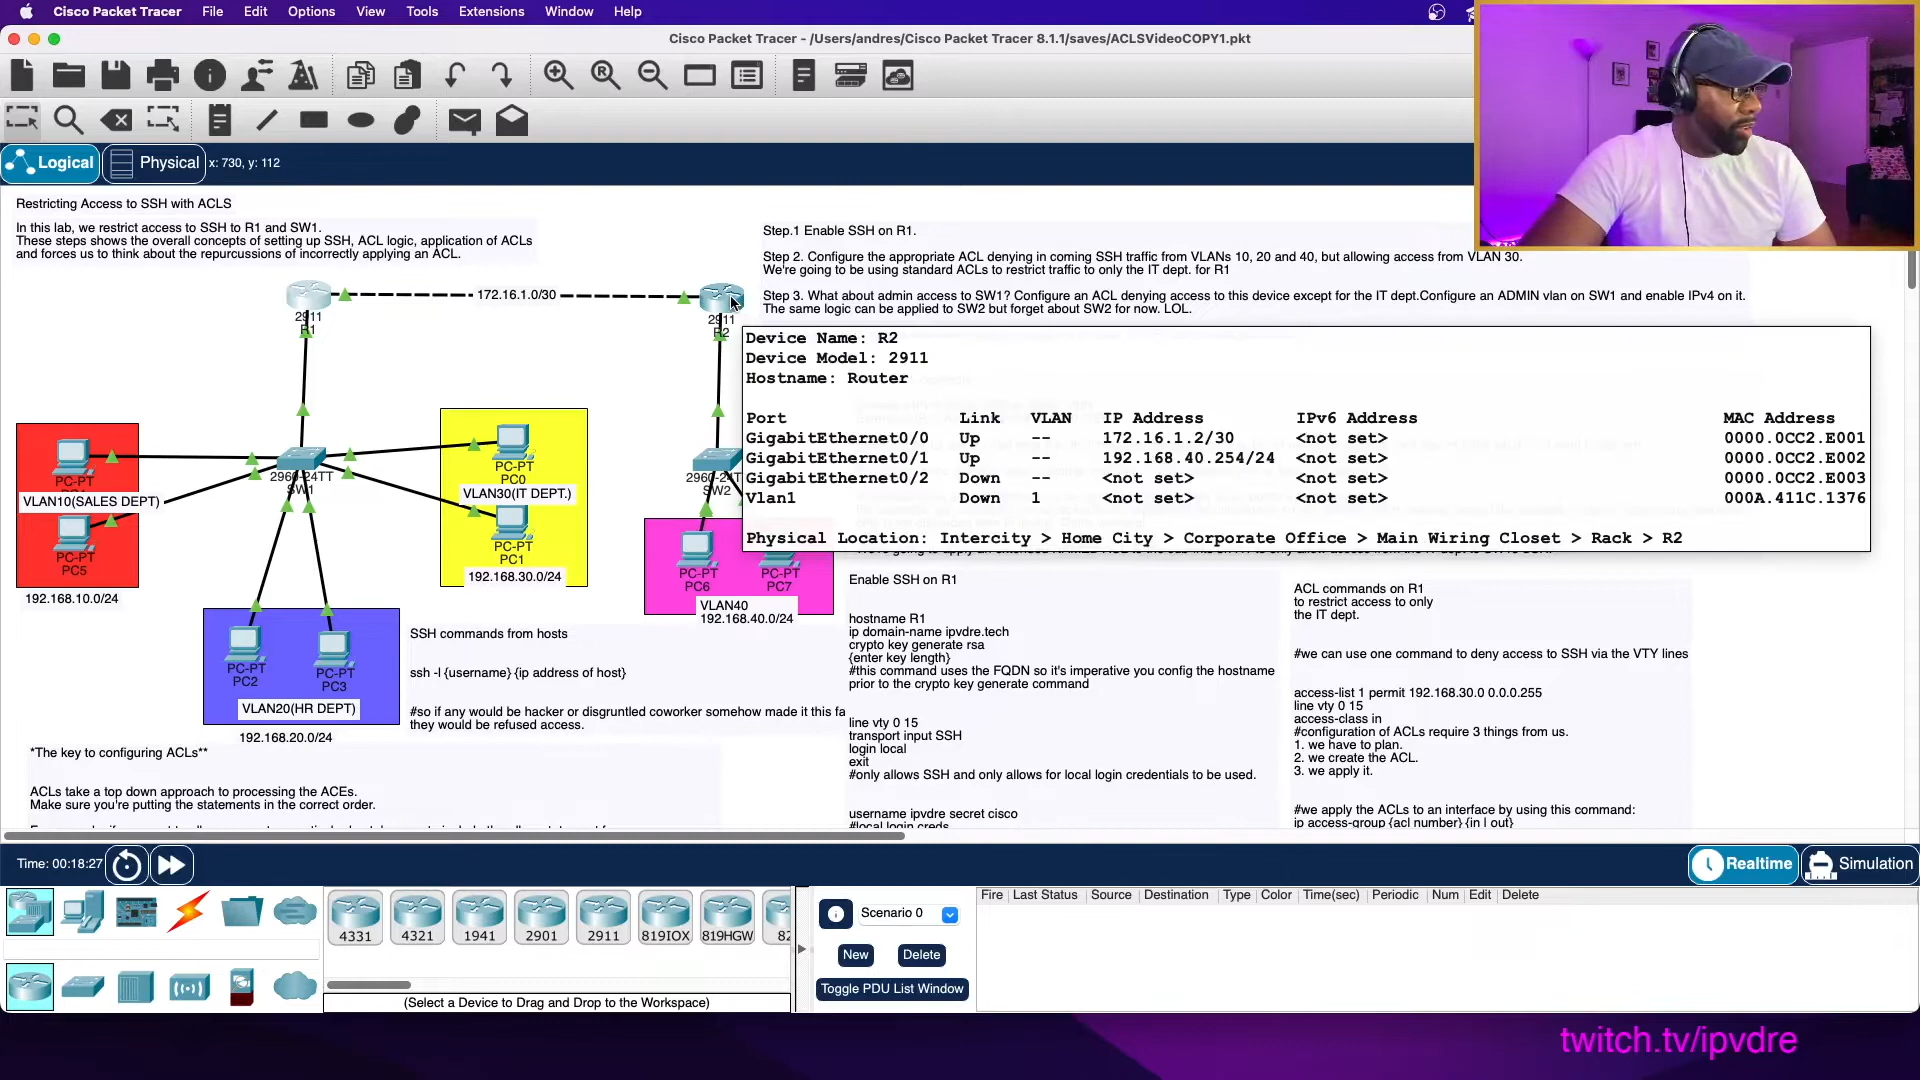 Cisco Packet Tracer File Edit Options View Tools Extensions Window Help
Cisco Packet Tracer - /Users/andres/Cisco Packet Tracer 8.1.1/saves/ACLSVideoCOPY1.pkt
Logical Physical x: 730, y: 112
Restricting Access to SSH with ACLS
In this lab, we restrict access to SSH to R1 and SW1.
These steps shows the overall concepts of setting up SSH, ACL logic, application of ACLs
and forces us to think about the repurcussions of incorrectly applying an ACL.
Step.1 Enable SSH on R1.
Step 2. Configure the appropriate ACL denying in coming SSH traffic from VLANs 10, 20 and 40, but allowing access from VLAN 30.
We're going to be using standard ACLs to restrict traffic to only the IT dept. for R1
Step 3. What about admin access to SW1? Configure an ACL denying access to this device except for the IT dept.Configure an ADMIN vlan on SW1 and enable IPv4 on it.
The same logic can be applied to SW2 but forget about SW2 for now. LOL.
172.16.1.0/30
2911
R1
2911
R2
Device Name: R2
Device Model: 2911
Hostname: Router
Port Link VLAN IP Address IPv6 Address MAC Address
GigabitEthernet0/0 Up -- 172.16.1.2/30 <not set> 0000.0CC2.E001
GigabitEthernet0/1 Up -- 192.168.40.254/24 <not set> 0000.0CC2.E002
GigabitEthernet0/2 Down -- <not set> <not set> 0000.0CC2.E003
Vlan1 Down 1 <not set> <not set> 000A.411C.1376
Physical Location: Intercity > Home City > Corporate Office > Main Wiring Closet > Rack > R2
PC-PT
VLAN10(SALES DEPT)
PC-PT
PC5
192.168.10.0/24
2960-24TT
SW1
PC-PT
PC0
VLAN30(IT DEPT.)
PC-PT
PC1
192.168.30.0/24
2960-24T
SW2
PC-PT
PC6
PC-PT
PC7
VLAN40
192.168.40.0/24
PC-PT
PC2
PC-PT
PC3
VLAN20(HR DEPT)
192.168.20.0/24
SSH commands from hosts
ssh -l {username} {ip address of host}
#so if any would be hacker or disgruntled coworker somehow made it this fa
they would be refused access.
*The key to configuring ACLs**
ACLs take a top down approach to processing the ACEs.
Make sure you're putting the statements in the correct order.
Enable SSH on R1
hostname R1
ip domain-name ipvdre.tech
crypto key generate rsa
{enter key length}
#this command uses the FQDN so it's imperative you config the hostname
prior to the crypto key generate command
line vty 0 15
transport input SSH
login local
exit
#only allows SSH and only allows for local login credentials to be used.
username ipvdre secret cisco
#local login creds
ACL commands on R1
to restrict access to only
the IT dept.
#we can use one command to deny access to SSH via the VTY lines
access-list 1 permit 192.168.30.0 0.0.0.255
line vty 0 15
access-class in
#configuration of ACLs require 3 things from us.
1. we have to plan.
2. we create the ACL.
3. we apply it.
#we apply the ACLs to an interface by using this command:
ip access-group {acl number} {in | out}
Time: 00:18:27
Realtime Simulation
4331 4321 1941 2901 2911 819IOX 819HGW 82
(Select a Device to Drag and Drop to the Workspace)
Scenario 0
New Delete
Toggle PDU List Window
Fire Last Status Source Destination Type Color Time(sec) Periodic Num Edit Delete
twitch.tv/ipvdre